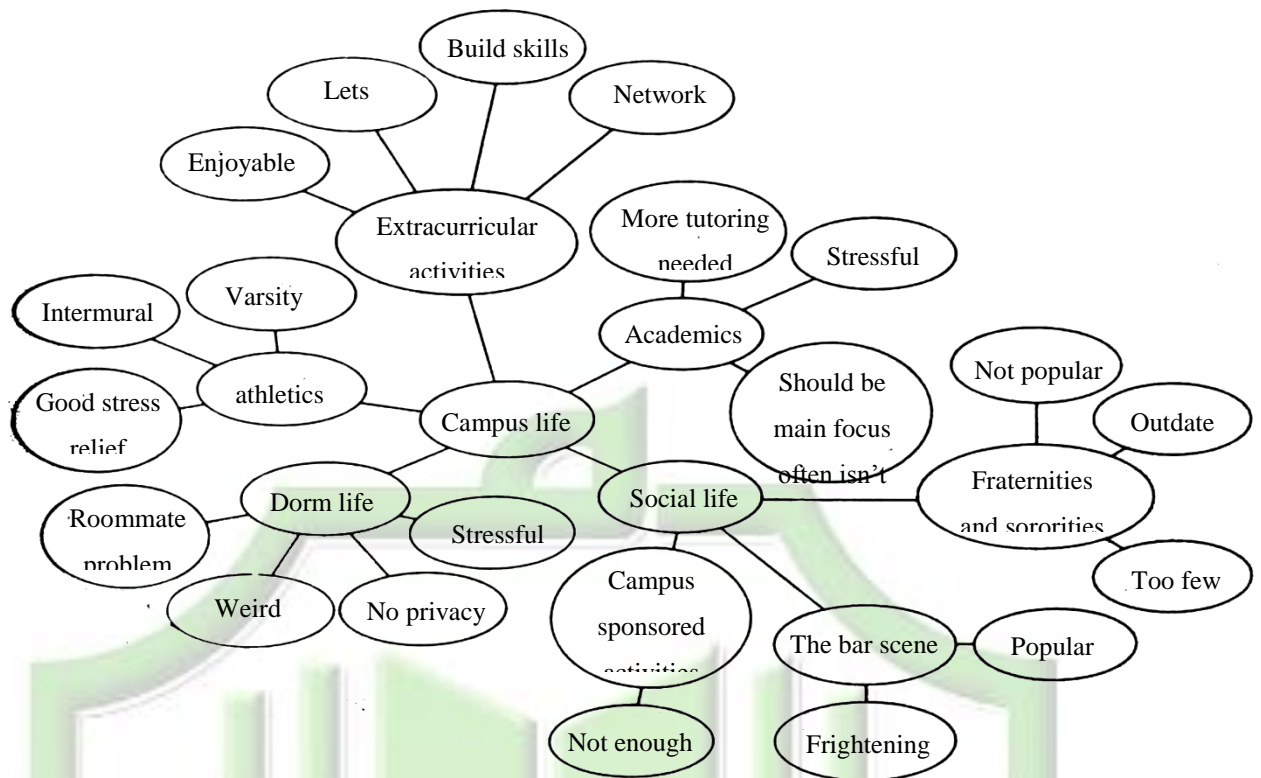 Build skills
Lets
Network
Enjoyable
Extracurricular
activities
More tutoring
needed
Stressful
Varsity
Intermural
Academics
athletics
Good stress
relief
Campus life
Should be
main focus
often isn't
Not popular
Outdate
Fraternities
and sororities
Too few
Dorm life
Social life
Roommate
problem
Stressful
Weird
No privacy
Campus
sponsored
activities
The bar scene
Popular
Not enough
Frightening